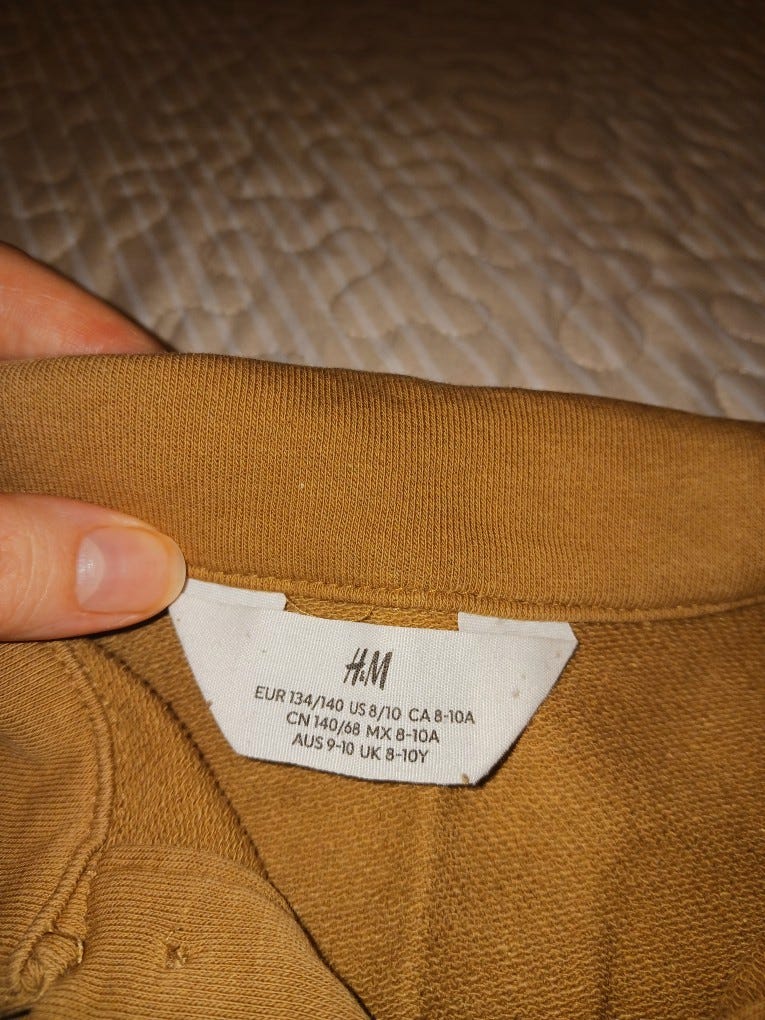 H&M
EUR 134/140 US 8/10 CA 8-10A
CN 140/68 MX 8-10A
AUS 9-10 UK 8-10Y